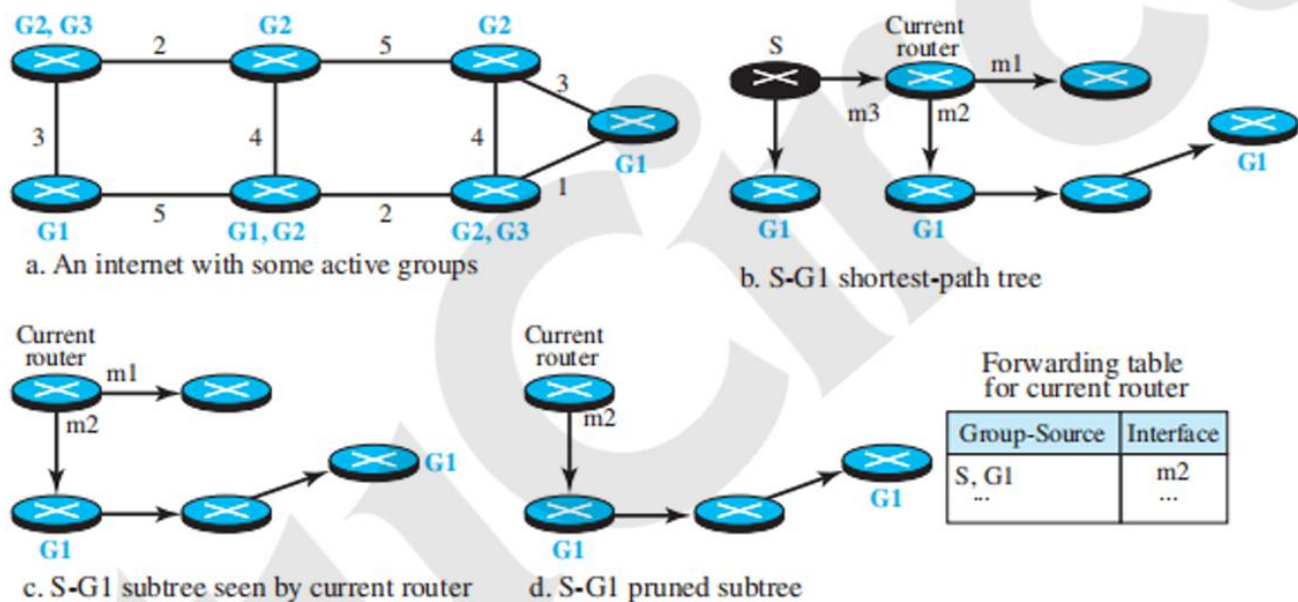 G2, G3
2
G2
5
G2
3
3
4
4
G1
1
G1
5
G1, G2
2
G2, G3
a. An internet with some active groups
S
Current
router
m1
m3
m2
G1
G1
G1
b. S-G1 shortest-path tree
Current
router
m1
m2
G1
G1
c. S-G1 subtree seen by current router
Current
router
m2
G1
G1
d. S-G1 pruned subtree
Forwarding table
for current router
Group-Source Interface
S, G1 m2
... ...